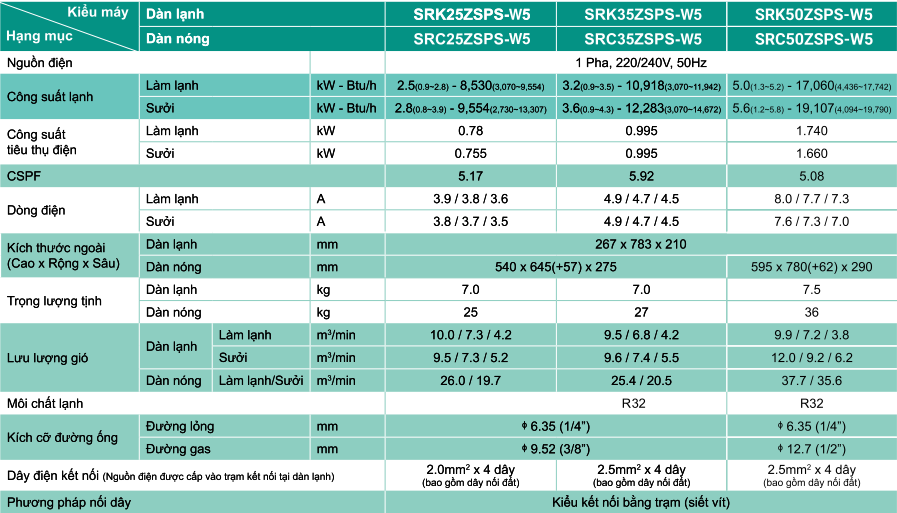 Kiểu máy Dàn lạnh SRK25ZSPS-W5 SRK35ZSPS-W5 SRK50ZSPS-W5
Hạng mục Dàn nóng SRC25ZSPS-W5 SRC35ZSPS-W5 SRC50ZSPS-W5
Nguồn điện 1 Pha, 220/240V, 50Hz
Công suất lạnh
Làm lạnh kW - Btu/h 2.5(0.9~2.8) - 8,530(3,070~9,554) 3.2(0.9~3.5) - 10,918(3,070~11,942) 5.0(1.3~5.2) - 17,060(4,436~17,742)
Sưởi kW - Btu/h 2.8(0.8~3.9) - 9,554(2,730~13,307) 3.6(0.9~4.3) - 12,283(3,070~14,672) 5.6(1.2~5.8) - 19,107(4,094~19,790)
Công suất
tiêu thụ điện
Làm lạnh kW 0.78 0.995 1.740
Sưởi kW 0.755 0.995 1.660
CSPF 5.17 5.92 5.08
Dòng điện
Làm lạnh A 3.9 / 3.8 / 3.6 4.9 / 4.7 / 4.5 8.0 / 7.7 / 7.3
Sưởi A 3.8 / 3.7 / 3.5 4.9 / 4.7 / 4.5 7.6 / 7.3 / 7.0
Kích thước ngoài
(Cao x Rộng x Sâu)
Dàn lạnh mm 267 x 783 x 210
Dàn nóng mm 540 x 645(+57) x 275 595 x 780(+62) x 290
Trọng lượng tịnh
Dàn lạnh kg 7.0 7.0 7.5
Dàn nóng kg 25 27 36
Lưu lượng gió
Dàn lạnh
Làm lạnh m³/min 10.0 / 7.3 / 4.2 9.5 / 6.8 / 4.2 9.9 / 7.2 / 3.8
Sưởi m³/min 9.5 / 7.3 / 5.2 9.6 / 7.4 / 5.5 12.0 / 9.2 / 6.2
Dàn nóng Làm lạnh/Sưởi m³/min 26.0 / 19.7 25.4 / 20.5 37.7 / 35.6
Môi chất lạnh R32 R32
Kích cỡ đường ống
Đường lỏng mm ϕ 6.35 (1/4”) ϕ 6.35 (1/4”)
Đường gas mm ϕ 9.52 (3/8”) ϕ 12.7 (1/2”)
Dây điện kết nối (Nguồn điện được cấp vào trạm kết nối tại dàn lạnh) 2.0mm² x 4 dây 2.5mm² x 4 dây 2.5mm² x 4 dây
(bao gồm dây nối đất) (bao gồm dây nối đất) (bao gồm dây nối đất)
Phương pháp nối dây Kiểu kết nối bằng trạm (siết vít)